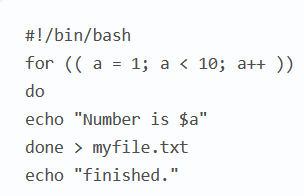 #!/bin/bash
for (( a = 1; a < 10; a++ ))
do
echo "Number is $a"
done > myfile.txt
echo "finished."